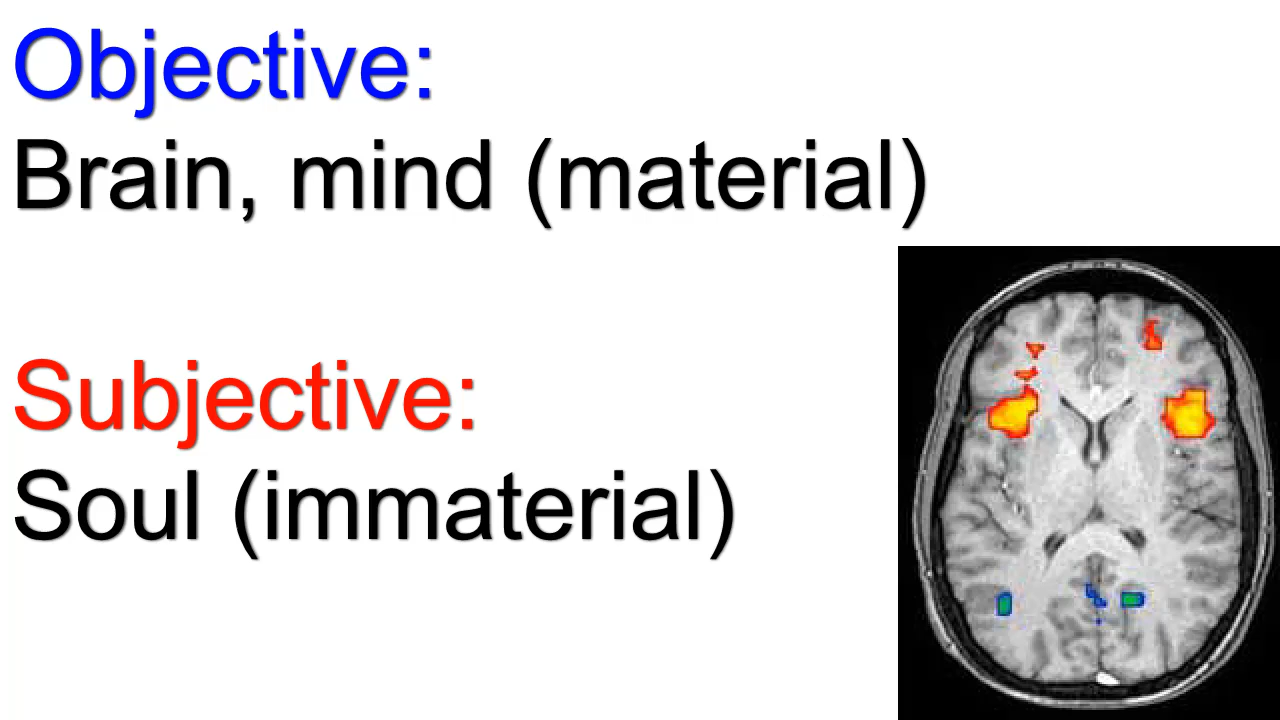 Objective:
Brain, mind (material)
Subjective:
Soul (immaterial)